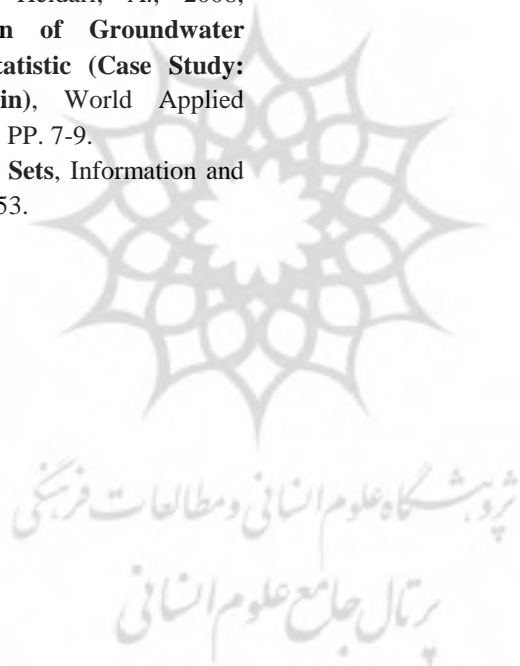 Heidari, A., 2008,
n of Groundwater
tatistic (Case Study:
in), World Applied
PP. 7-9.
Sets, Information and
53.
پژوهشگاه علوم انسانی و مطالعات فرهنگی
پرتال جامع علوم انسانی